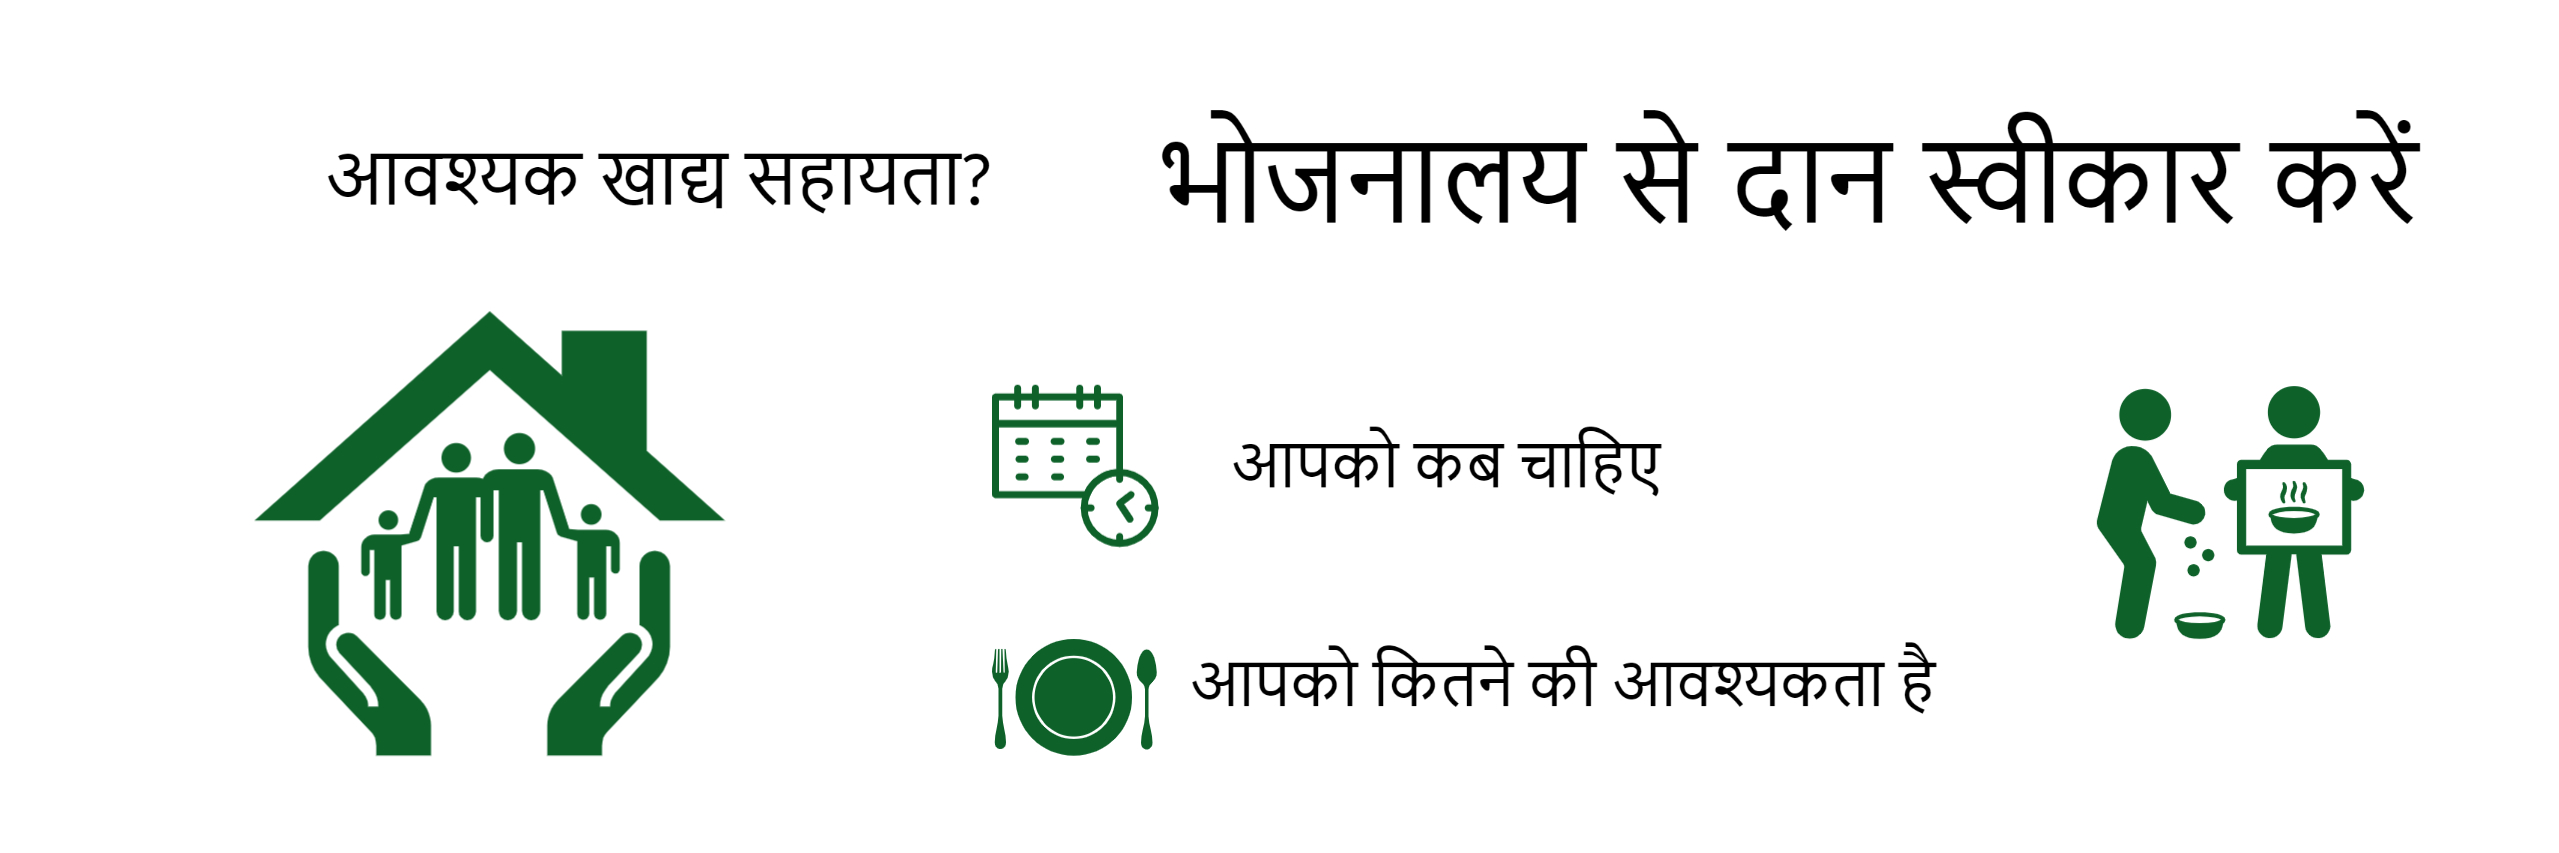 आवश्यक खाद्य सहायता?
भोजनालय से दान स्वीकार करें
आपको कब चाहिए
आपको कितने की आवश्यकता है